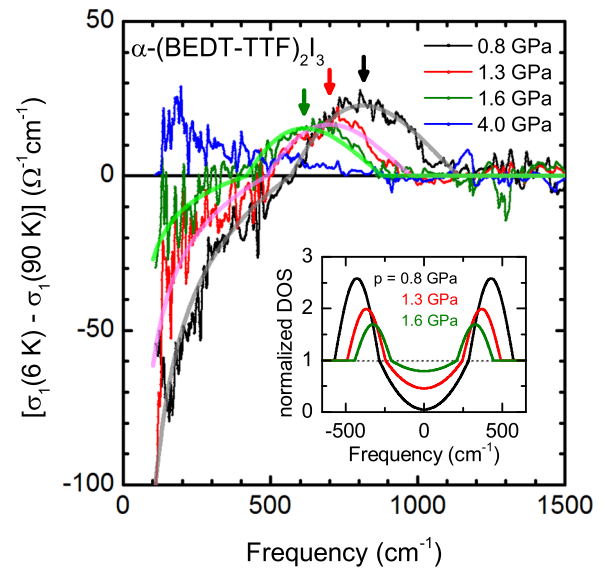 50
α-(BEDT-TTF)2I3
0.8 GPa
1.3 GPa
1.6 GPa
4.0 GPa
0
-50
-100
[σ1(6 K) - σ1(90 K)] (Ω-1cm-1)
3
2
1
0
normalized DOS
p = 0.8 GPa
1.3 GPa
1.6 GPa
-500 0 500
Frequency (cm-1)
0 500 1000 1500
Frequency (cm-1)